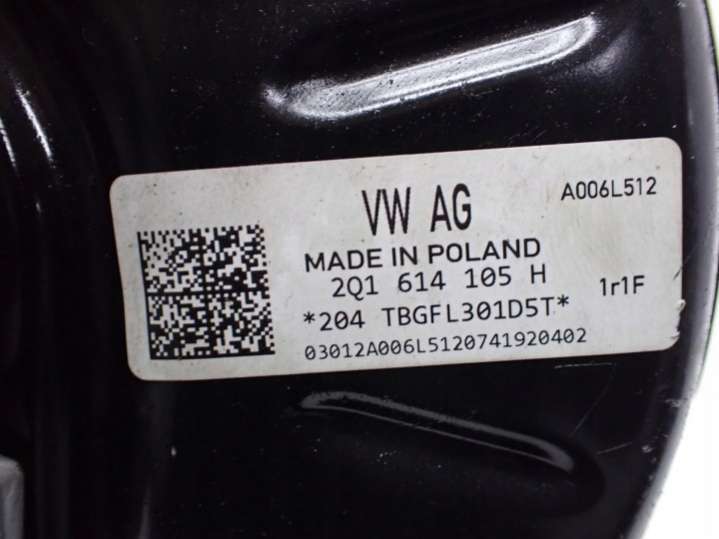 VW AG
A006L512
MADE IN POLAND
2Q1 614 105 H
1r1F
*204 TBGFL301D5T*
03012A006L5120741920402